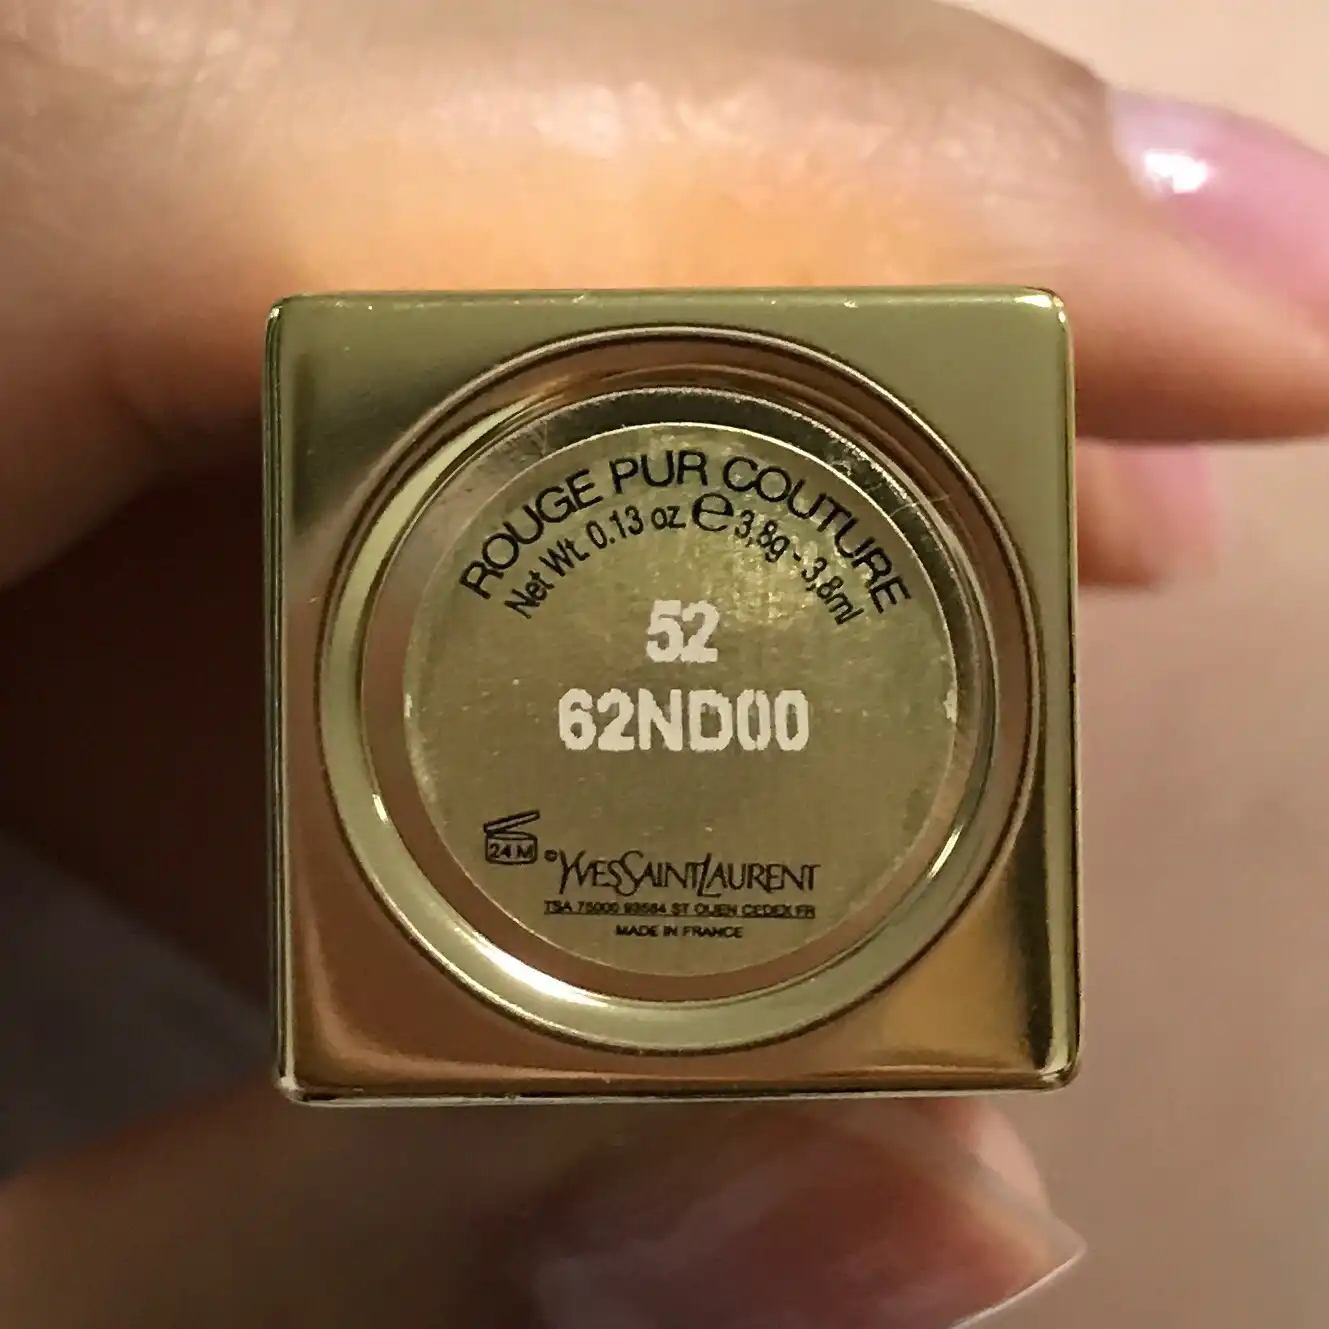 ROUGE PUR COUTURE
Net Wt. 0.13 oz ℮ 3,8g - 3,8ml
52
62ND00
24 M
©YVESSAINTLAURENT
TSA 75000 93584 ST OUEN CEDEX FR
MADE IN FRANCE